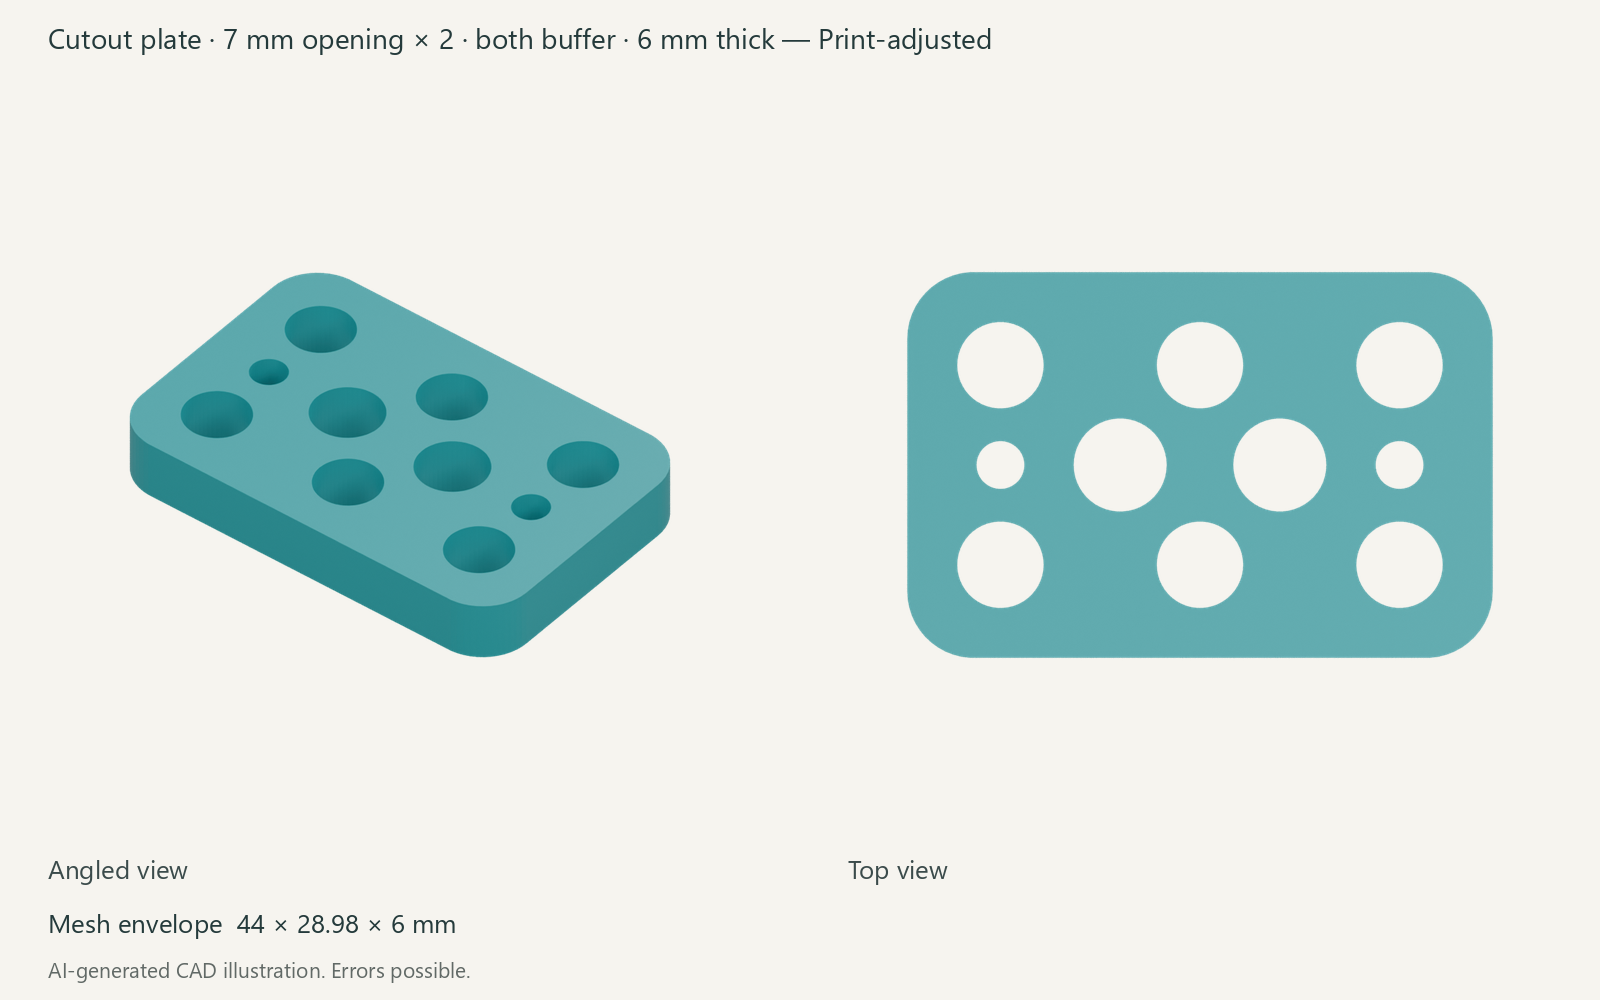 Cutout plate · 7 mm opening × 2 · both buffer · 6 mm thick — Print-adjusted
Angled view
Top view
Mesh envelope 44 × 28.98 × 6 mm
AI-generated CAD illustration. Errors possible.